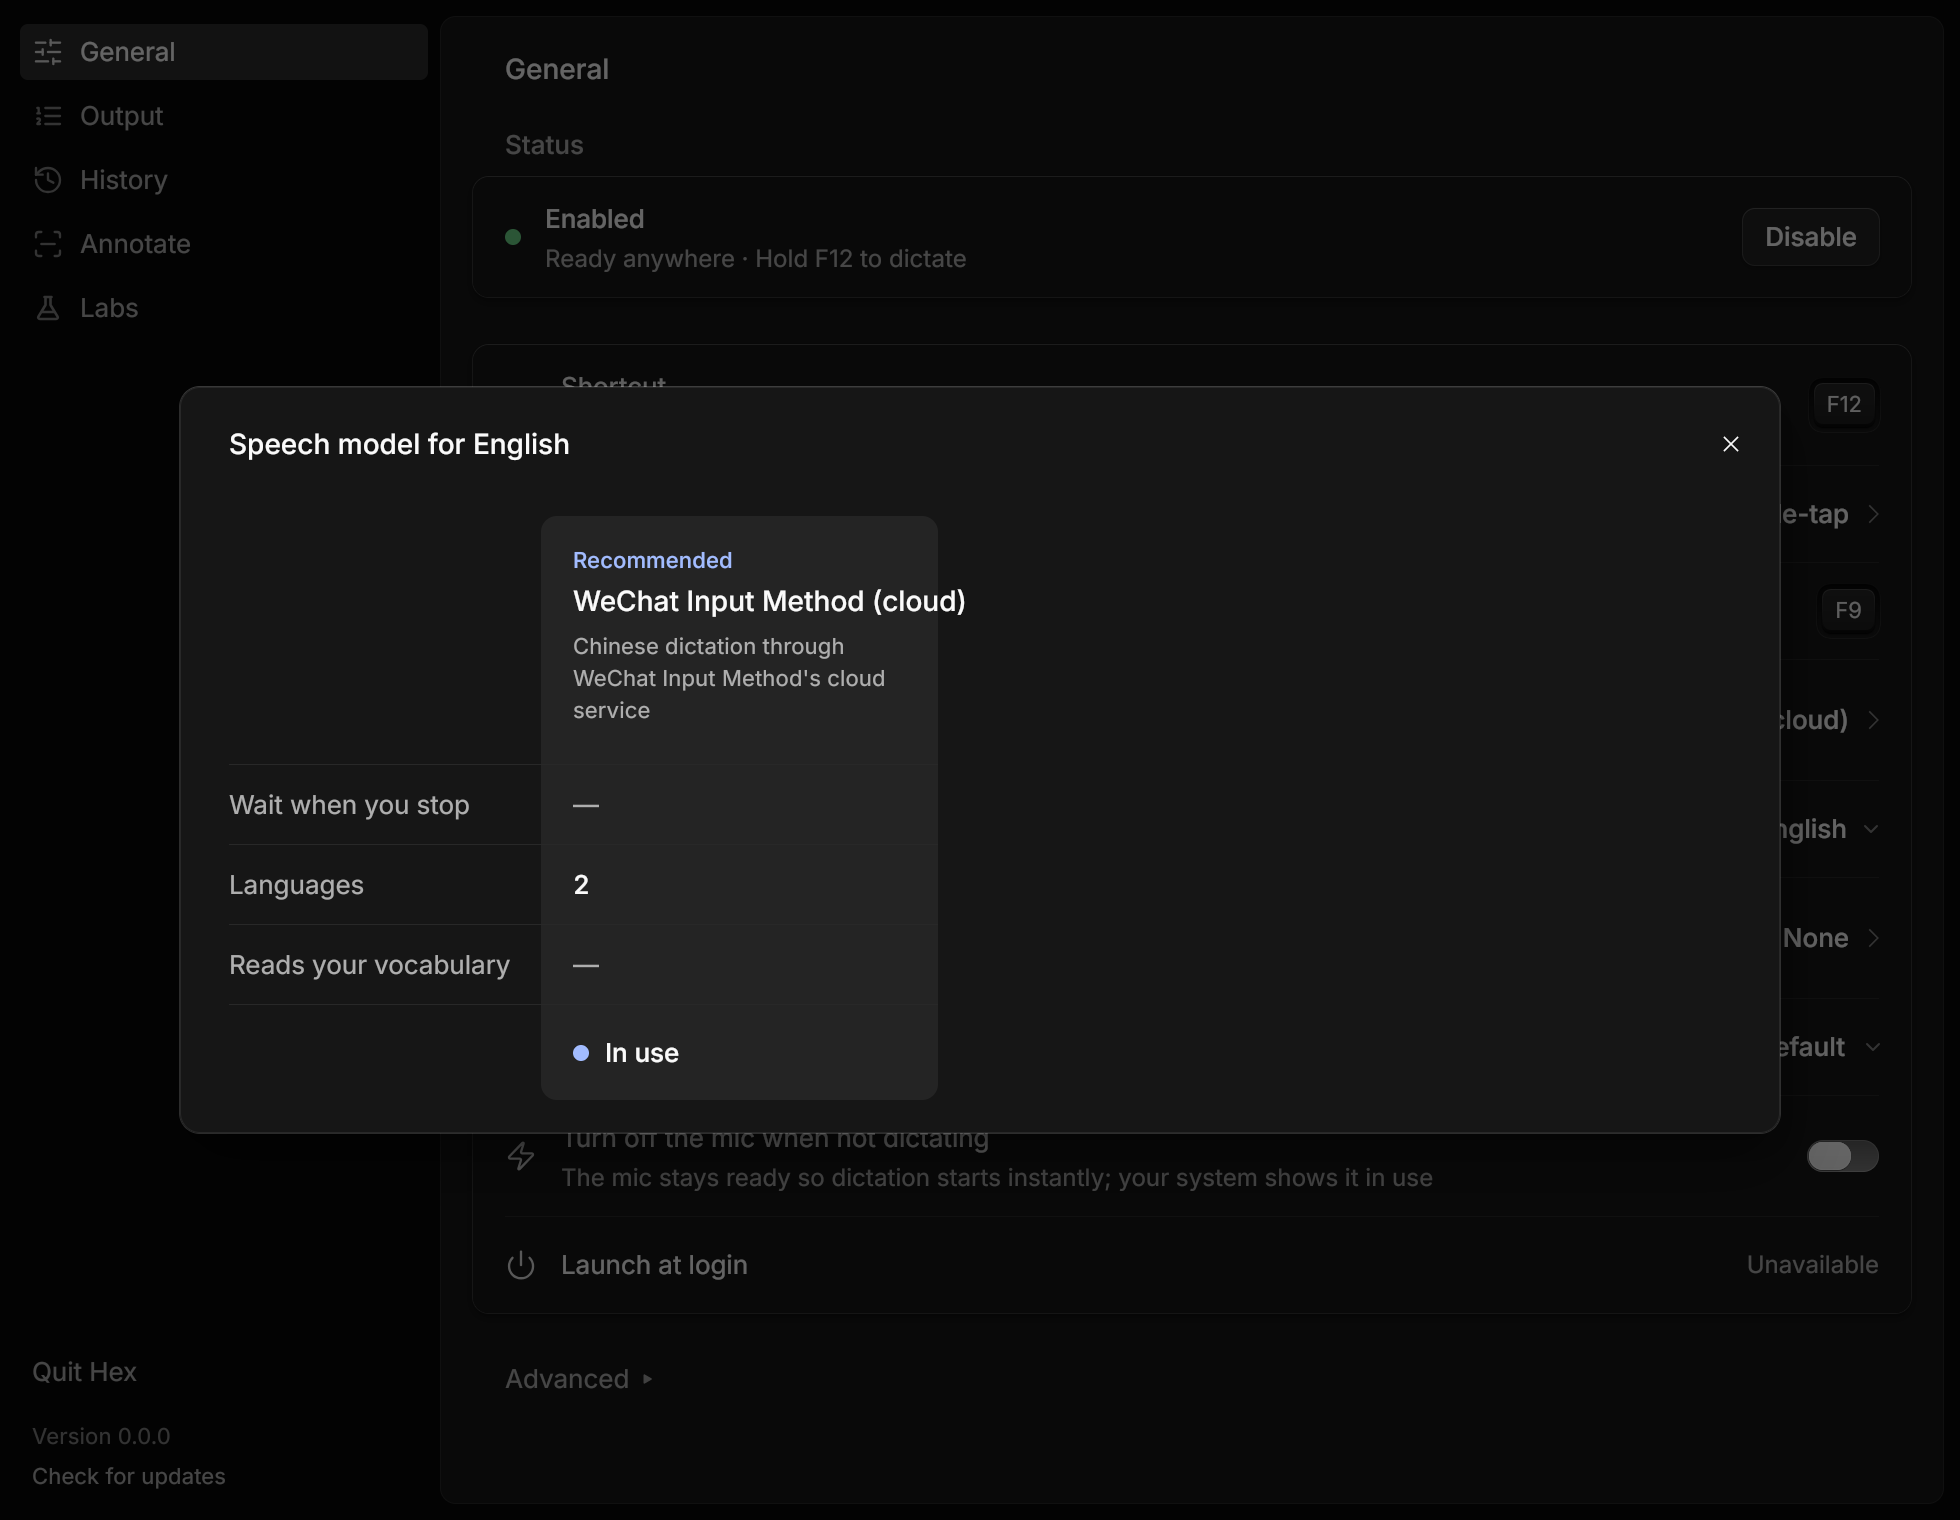 General
Output
History
Annotate
Labs
General
Status
Enabled
Ready anywhere · Hold F12 to dictate
Disable
Shortcut
F12
e-tap
F9
cloud)
nglish
None
efault
Speech model for English
Recommended
WeChat Input Method (cloud)
Chinese dictation through
WeChat Input Method's cloud
service
Wait when you stop —
Languages 2
Reads your vocabulary —
In use
Turn off the mic when not dictating
The mic stays ready so dictation starts instantly; your system shows it in use
Launch at login
Unavailable
Advanced
Quit Hex
Version 0.0.0
Check for updates